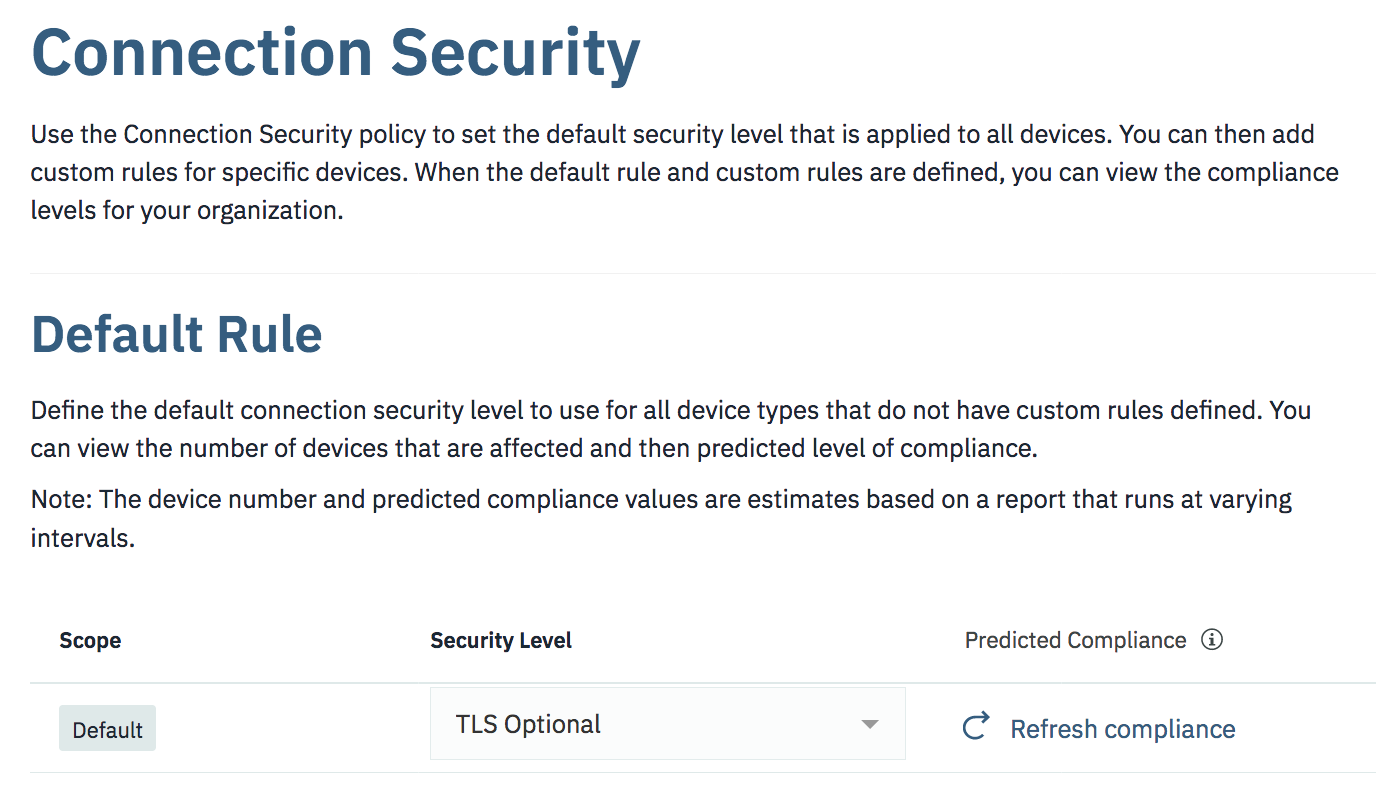 Connection Security
Use the Connection Security policy to set the default security level that is applied to all devices. You can then add
custom rules for specific devices. When the default rule and custom rules are defined, you can view the compliance
levels for your organization.
Default Rule
Define the default connection security level to use for all device types that do not have custom rules defined. You
can view the number of devices that are affected and then predicted level of compliance.
Note: The device number and predicted compliance values are estimates based on a report that runs at varying
intervals.
Scope Security Level Predicted Compliance
Default TLS Optional Refresh compliance